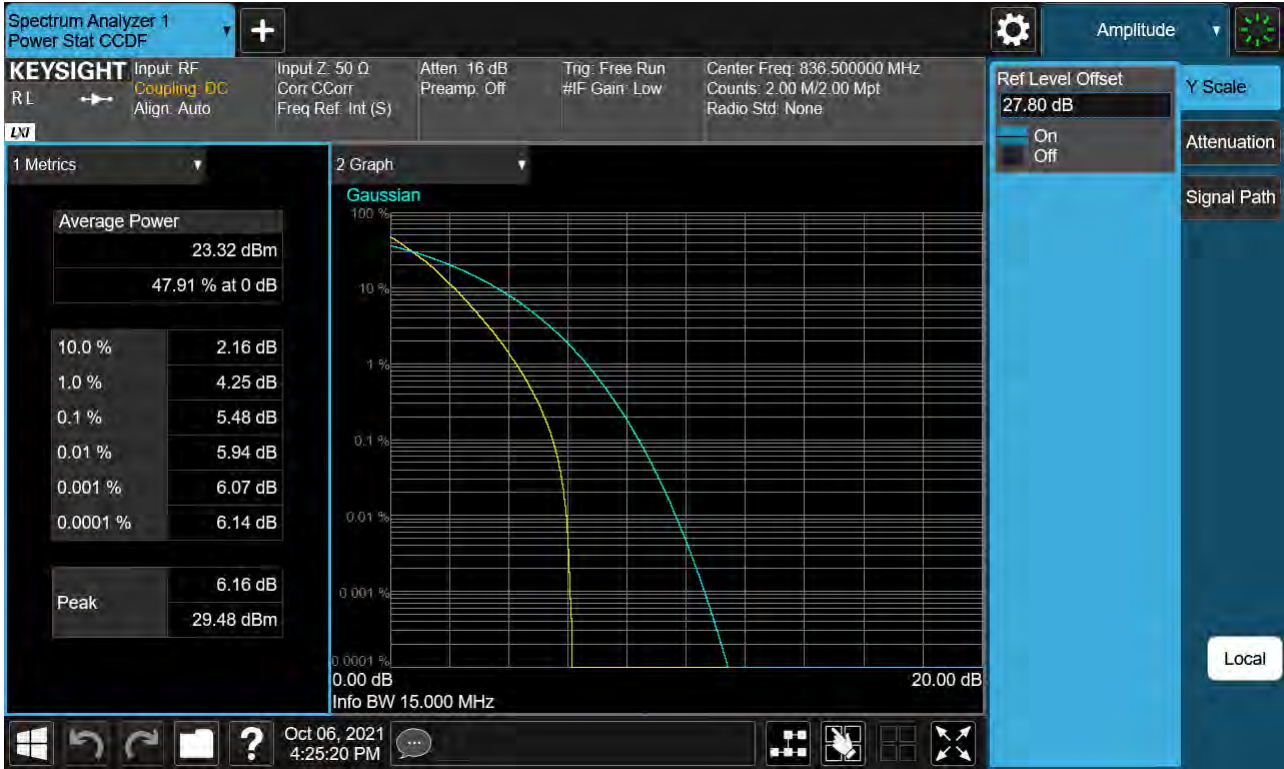 Spectrum Analyzer 1
Power Stat CCDF
+
Amplitude
KEYSIGHT
R L
LXI
Input: RF
Coupling: DC
Align: Auto
Input Z: 50 Ω
Corr CCorr
Freq Ref: Int (S)
Atten: 16 dB
Preamp: Off
Trig: Free Run
#IF Gain: Low
Center Freq: 836.500000 MHz
Counts: 2.00 M/2.00 Mpt
Radio Std: None
Ref Level Offset
27.80 dB
On
Off
Y Scale
Attenuation
Signal Path
Local
1 Metrics
Average Power
23.32 dBm
47.91 % at 0 dB
10.0 % 2.16 dB
1.0 % 4.25 dB
0.1 % 5.48 dB
0.01 % 5.94 dB
0.001 % 6.07 dB
0.0001 % 6.14 dB
Peak
6.16 dB
29.48 dBm
2 Graph
Gaussian
100 %
10 %
1 %
0.1 %
0.01 %
0.001 %
0.0001 %
0.00 dB 20.00 dB
Info BW 15.000 MHz
?
Oct 06, 2021
4:25:20 PM